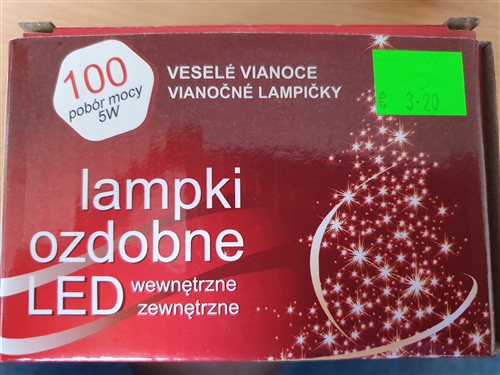 100
pobór mocy
5W
VESELÉ VIANOCE
VIANOČNÉ LAMPIČKY
€ 3.20
lampki
ozdobne
LED wewnętrzne
zewnętrzne